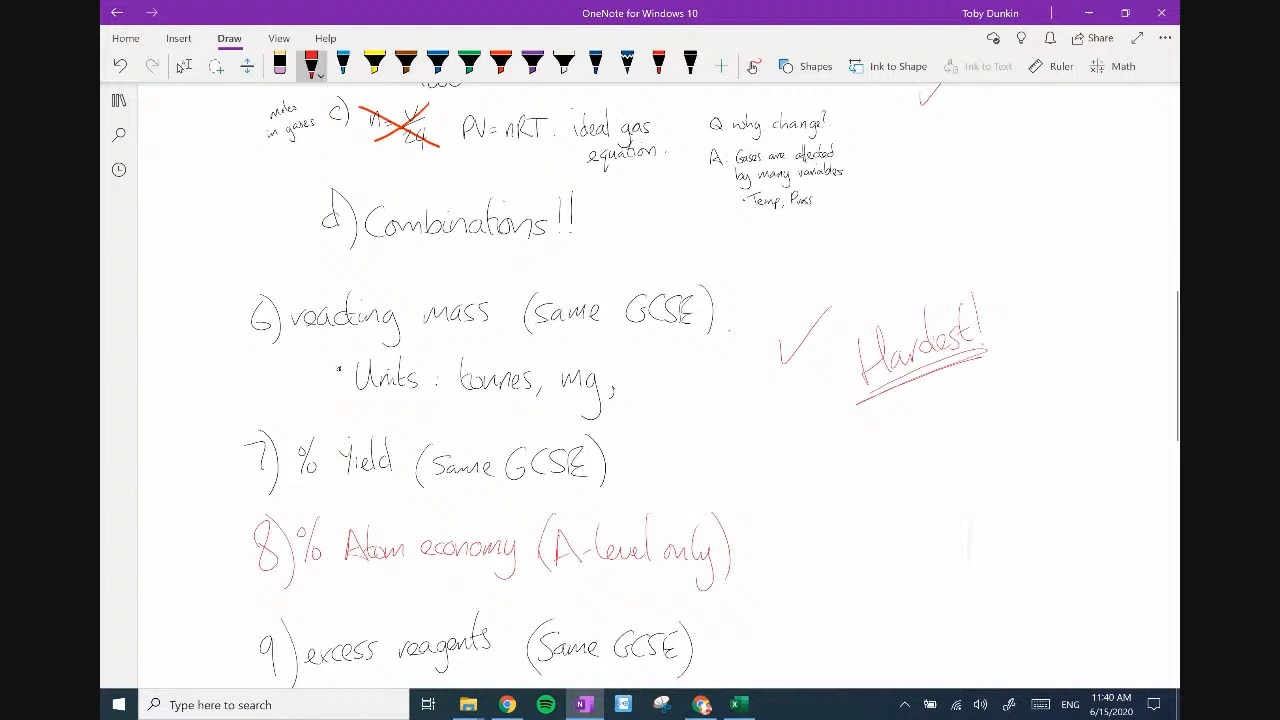 OneNote for Windows 10
Toby Dunkin
Home Insert Draw View Help
Share
Shapes Ink to Shape Ink to Text Ruler Math
moles
in gases
c) n = V
24
PV = nRT. ideal gas
equation.
Q. why change?
A. Gases are affected
by many variables
• Temp, Press
d) Combinations!!
6) reacting mass (same GCSE).
Hardest!
• Units: tonnes, mg,
7) % Yield (same GCSE)
8) % Atom economy (A-level only)
9) excess reagents (Same GCSE)
Type here to search
ENG
11:40 AM
6/15/2020